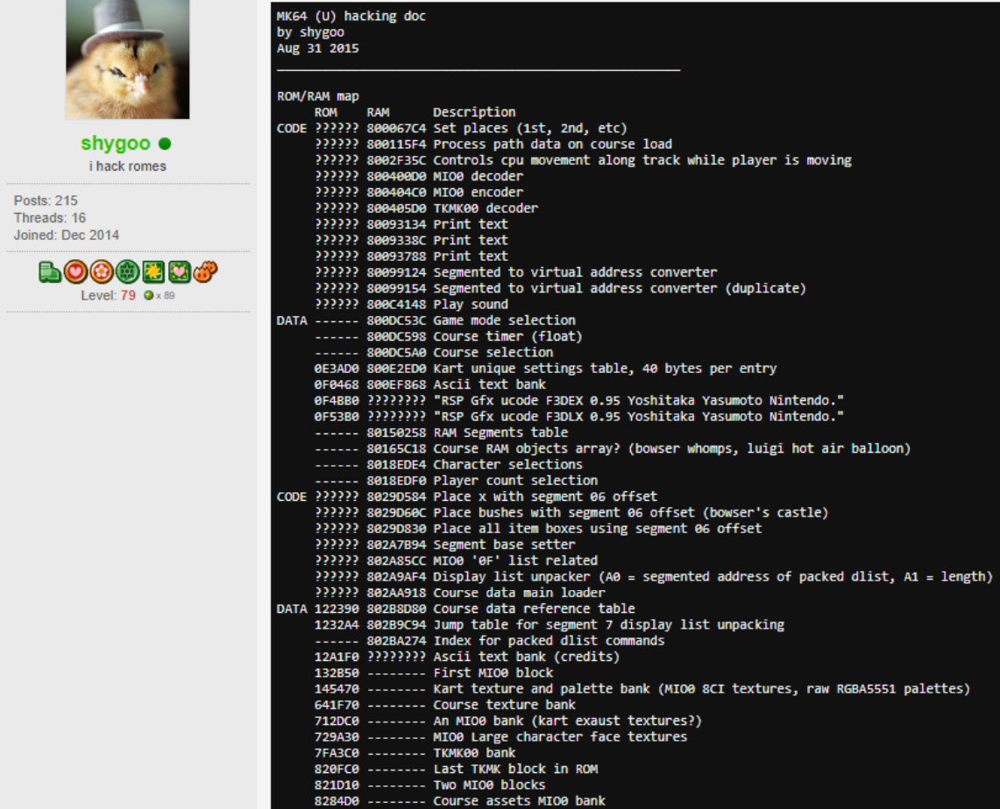 shygoo
i hack romes
Posts: 215
Threads: 16
Joined: Dec 2014
Level: 79 x 89
MK64 (U) hacking doc
by shygoo
Aug 31 2015
ROM/RAM map
ROM RAM Description
CODE ?????? 800067C4 Set places (1st, 2nd, etc)
?????? 800115F4 Process path data on course load
?????? 8002F35C Controls cpu movement along track while player is moving
?????? 800400D0 MIO0 decoder
?????? 800404C0 MIO0 encoder
?????? 800405D0 TKMK00 decoder
?????? 80093134 Print text
?????? 8009338C Print text
?????? 80093788 Print text
?????? 80099124 Segmented to virtual address converter
?????? 80099154 Segmented to virtual address converter (duplicate)
?????? 800C4148 Play sound
DATA ------ 800DC53C Game mode selection
------ 800DC598 Course timer (float)
------ 800DC5A0 Course selection
0E3AD0 800E2ED0 Kart unique settings table, 40 bytes per entry
0F0468 800EF868 Ascii text bank
0F4BB0 ???????? "RSP Gfx ucode F3DEX 0.95 Yoshitaka Yasumoto Nintendo."
0F53B0 ???????? "RSP Gfx ucode F3DLX 0.95 Yoshitaka Yasumoto Nintendo."
------ 80150258 RAM Segments table
------ 80165C18 Course RAM objects array? (bowser whomps, luigi hot air balloon)
------ 8018EDE4 Character selections
------ 8018EDF0 Player count selection
CODE ?????? 8029D584 Place x with segment 06 offset
?????? 8029D60C Place bushes with segment 06 offset (bowser's castle)
?????? 8029D830 Place all item boxes using segment 06 offset
?????? 802A7B94 Segment base setter
?????? 802A85CC MIO0 '0F' list related
?????? 802A9AF4 Display list unpacker (A0 = segmented address of packed dlist, A1 = length)
?????? 802AA918 Course data main loader
DATA 122390 802B8D80 Course data reference table
1232A4 802B9C94 Jump table for segment 7 display list unpacking
------ 802BA274 Index for packed dlist commands
12A1F0 ???????? Ascii text bank (credits)
132B50 -------- First MIO0 block
145470 -------- Kart texture and palette bank (MIO0 8CI textures, raw RGBA5551 palettes)
641F70 -------- Course texture bank
712DC0 -------- An MIO0 bank (kart exaust textures?)
729A30 -------- MIO0 Large character face textures
7FA3C0 -------- TKMK00 bank
820FC0 -------- Last TKMK block in ROM
821D10 -------- Two MIO0 blocks
8284D0 -------- Course assets MIO0 bank